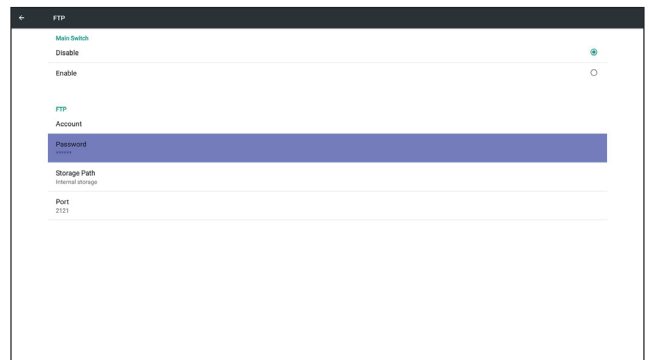 FTP
Main Switch
Disable
Enable
FTP
Account
Password
******
Storage Path
Internal storage
Port
2121